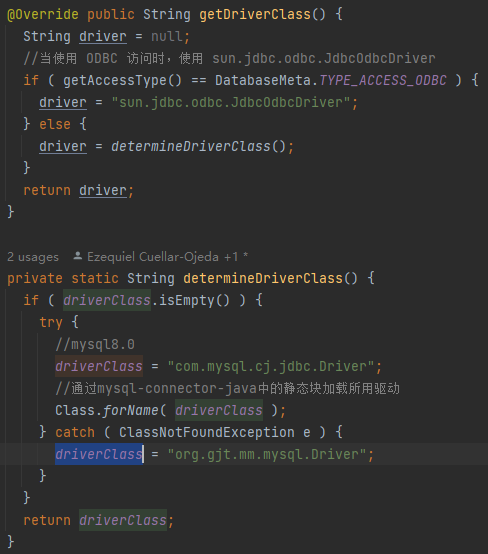 @Override public String getDriverClass() {
String driver = null;
//当使用 ODBC 访问时，使用 sun.jdbc.odbc.JdbcOdbcDriver
if ( getAccessType() == DatabaseMeta.TYPE_ACCESS_ODBC ) {
driver = "sun.jdbc.odbc.JdbcOdbcDriver";
} else {
driver = determineDriverClass();
}
return driver;
}
2 usages Ezequiel Cuellar-Ojeda +1 *
private static String determineDriverClass() {
if ( driverClass.isEmpty() ) {
try {
//mysql8.0
driverClass = "com.mysql.cj.jdbc.Driver";
//通过mysql-connector-java中的静态块加载所用驱动
Class.forName( driverClass );
} catch ( ClassNotFoundException e ) {
driverClass = "org.gjt.mm.mysql.Driver";
}
}
return driverClass;
}